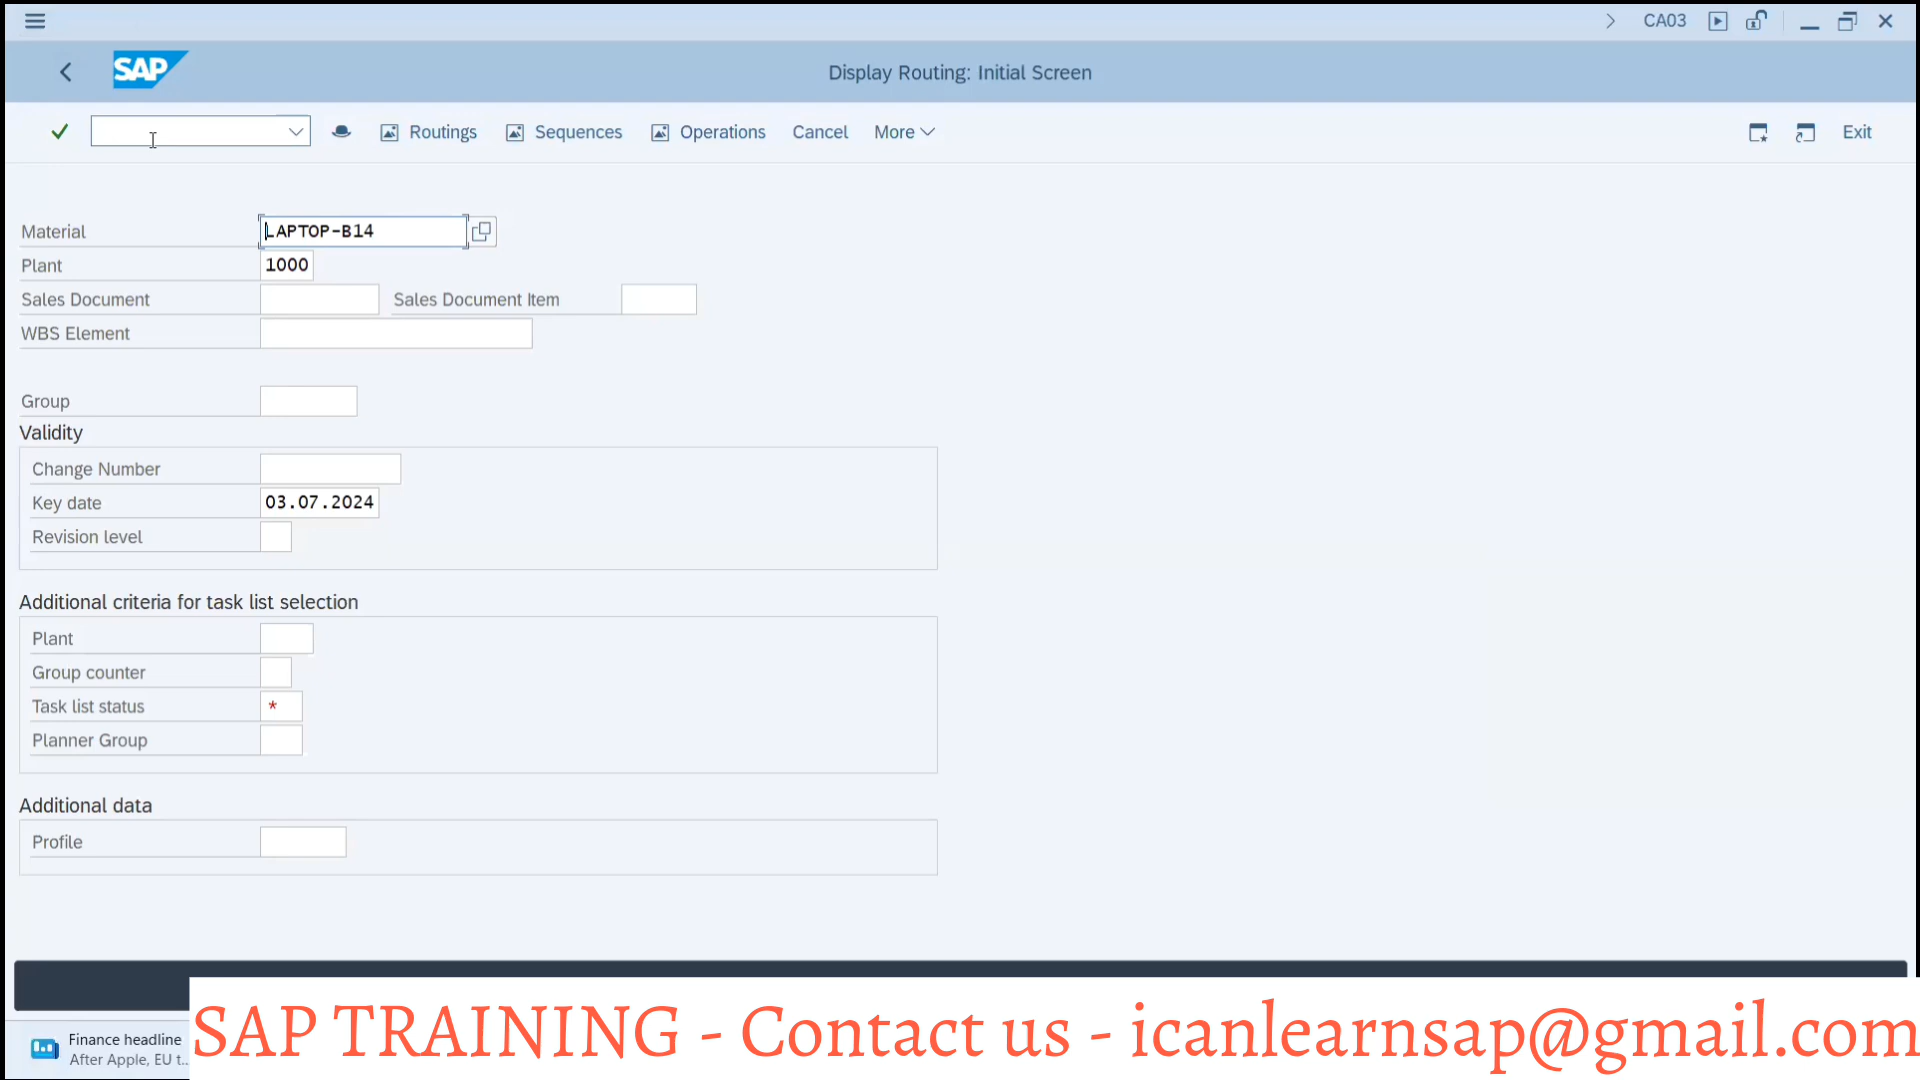 CA03
SAP
Display Routing: Initial Screen
Routings Sequences Operations Cancel More Exit
Material LAPTOP-B14
Plant 1000
Sales Document Sales Document Item
WBS Element
Group
Validity
Change Number
Key date 03.07.2024
Revision level
Additional criteria for task list selection
Plant
Group counter
Task list status *
Planner Group
Additional data
Profile
Finance headline
After Apple, EU t...
SAP TRAINING - Contact us - icanlearnsap@gmail.com